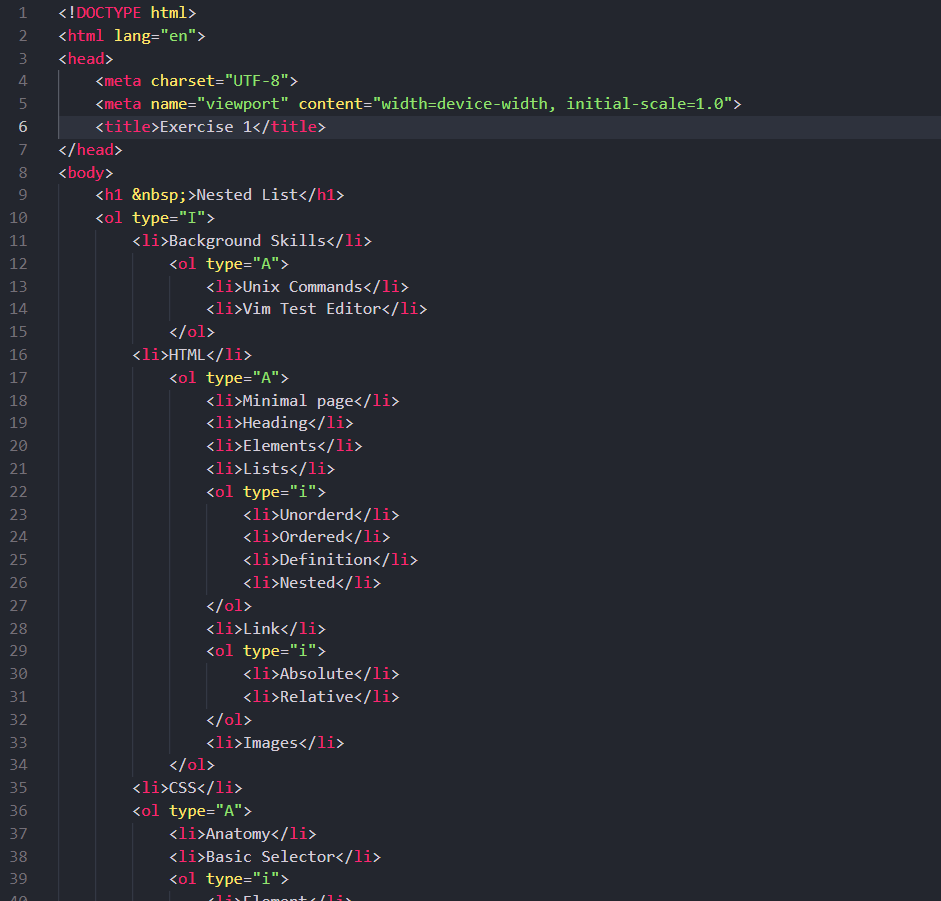 1 <!DOCTYPE html>
2 <html lang="en">
3 <head>
4 <meta charset="UTF-8">
5 <meta name="viewport" content="width=device-width, initial-scale=1.0">
6 <title>Exercise 1</title>
7 </head>
8 <body>
9 <h1 &nbsp;>Nested List</h1>
10 <ol type="I">
11 <li>Background Skills</li>
12 <ol type="A">
13 <li>Unix Commands</li>
14 <li>Vim Test Editor</li>
15 </ol>
16 <li>HTML</li>
17 <ol type="A">
18 <li>Minimal page</li>
19 <li>Heading</li>
20 <li>Elements</li>
21 <li>Lists</li>
22 <ol type="i">
23 <li>Unorderd</li>
24 <li>Ordered</li>
25 <li>Definition</li>
26 <li>Nested</li>
27 </ol>
28 <li>Link</li>
29 <ol type="i">
30 <li>Absolute</li>
31 <li>Relative</li>
32 </ol>
33 <li>Images</li>
34 </ol>
35 <li>CSS</li>
36 <ol type="A">
37 <li>Anatomy</li>
38 <li>Basic Selector</li>
39 <ol type="i">
40 <li>Element</li>